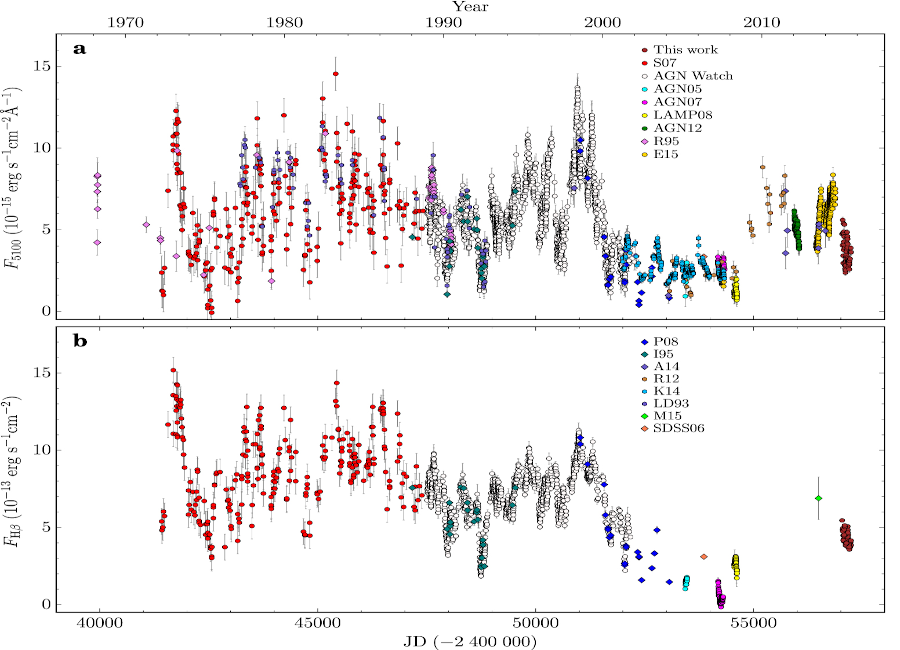 Year
1970 1980 1990 2000 2010
a
15
10
5
0
F5100 (10−15 erg s−1cm−2Å−1)
This work
S07
AGN Watch
AGN05
AGN07
LAMP08
AGN12
R95
E15
b
15
10
5
0
FHβ (10−13 erg s−1cm−2)
P08
I95
A14
R12
K14
LD93
M15
SDSS06
40000 45000 50000 55000
JD (−2 400 000)